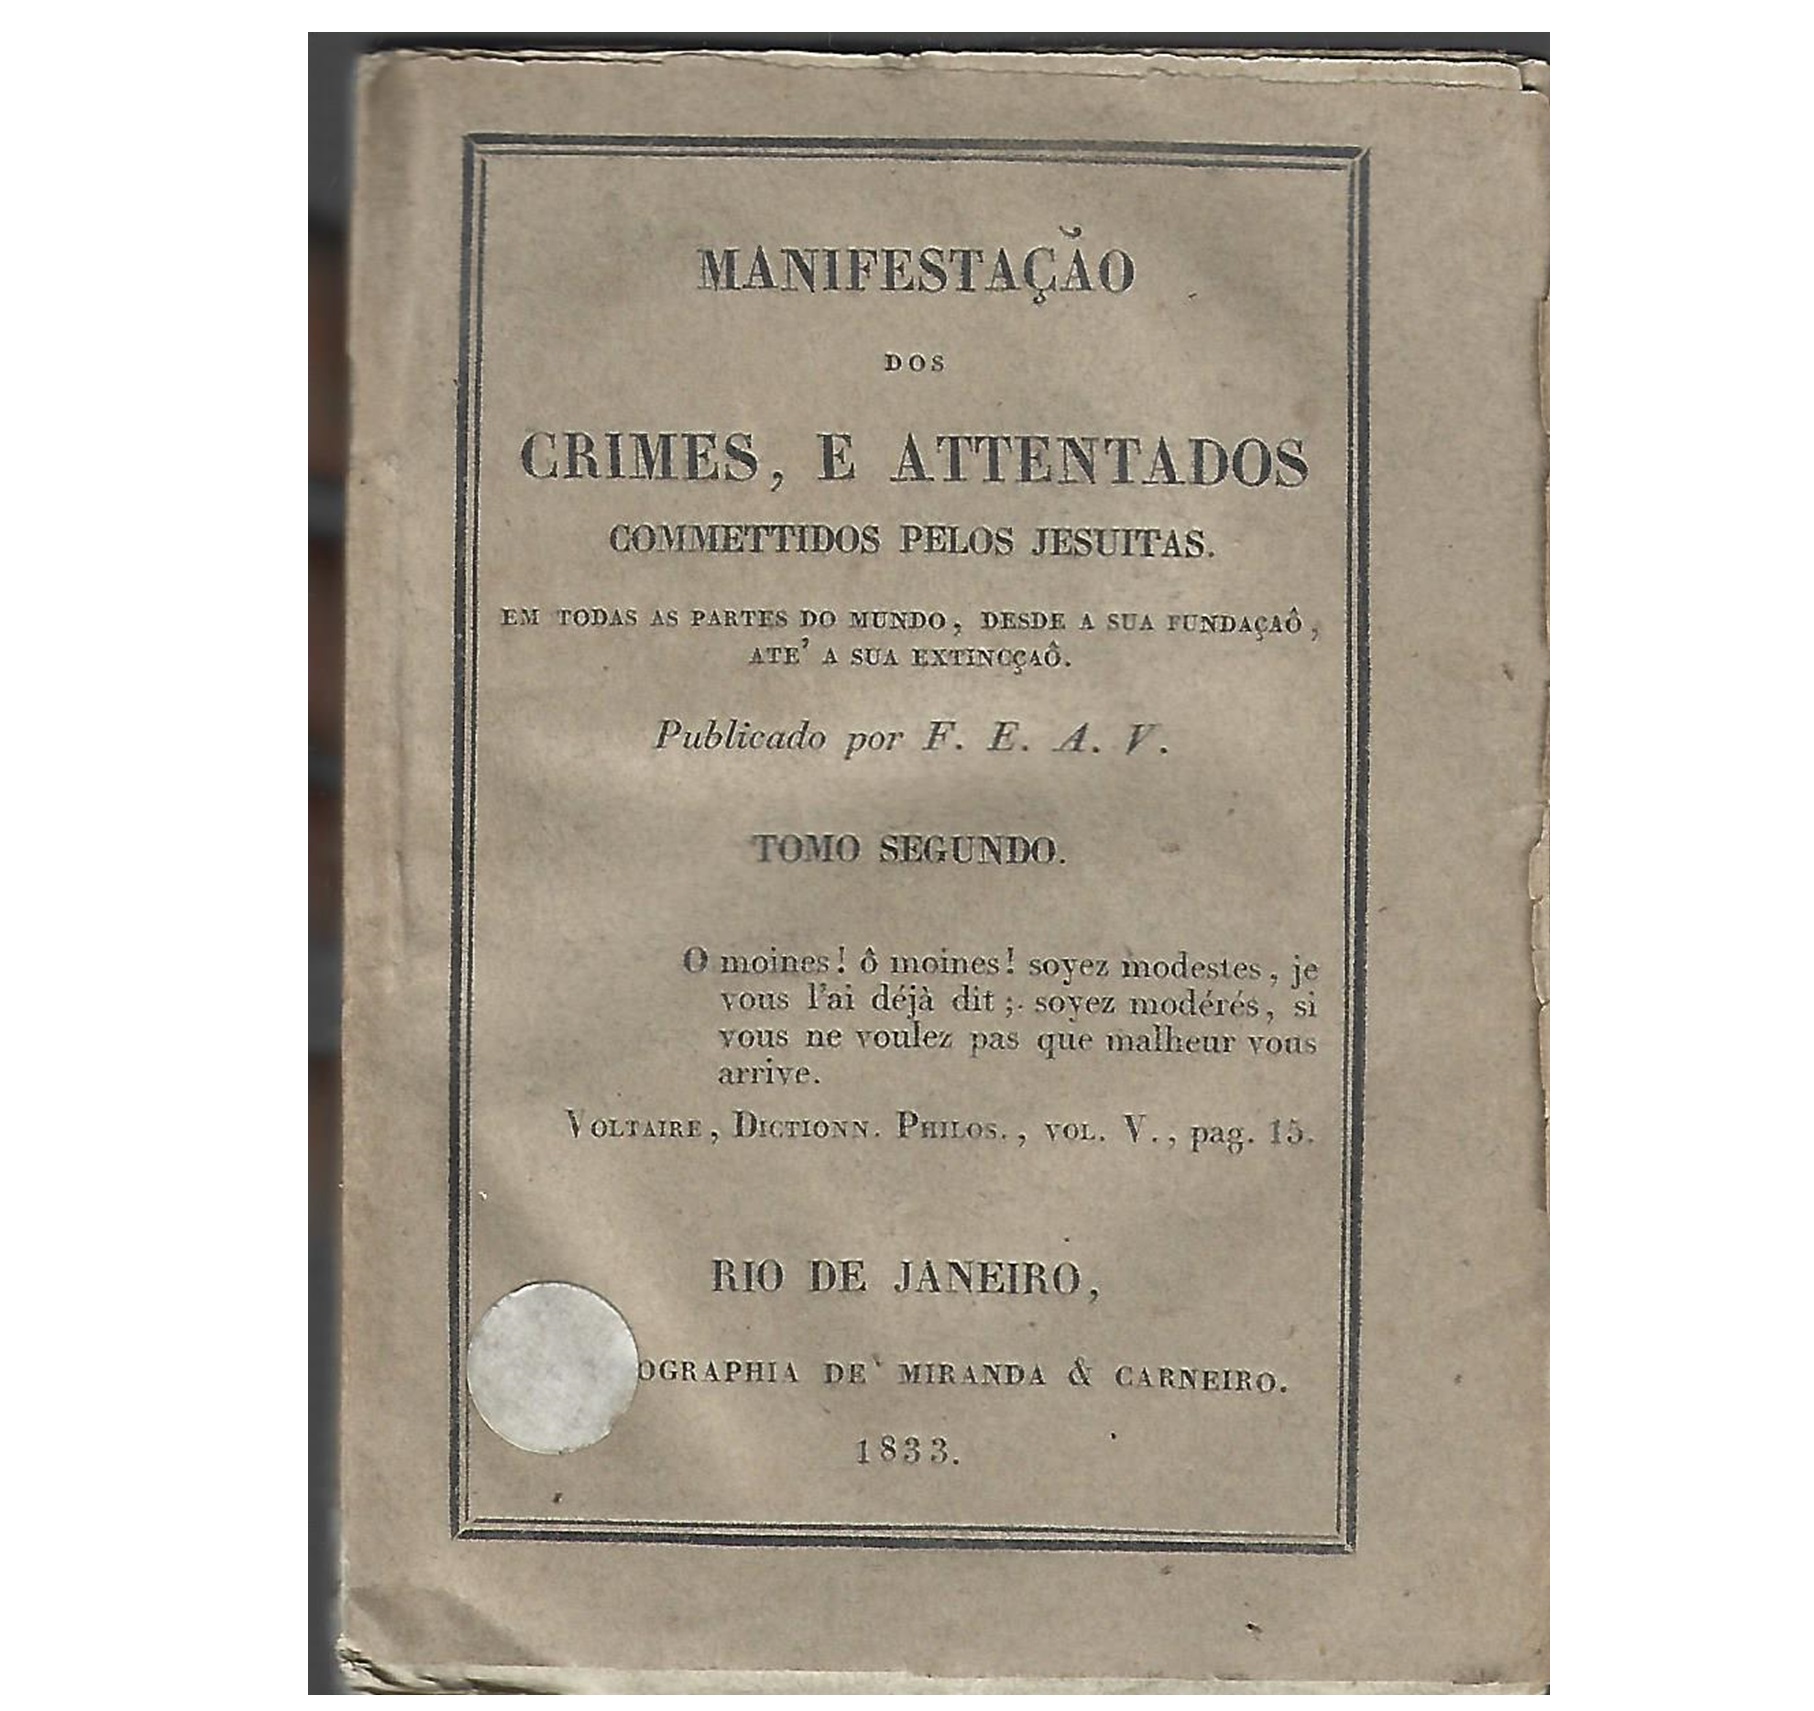 MANIFESTAÇÃO
DOS
CRIMES, E ATTENTADOS
COMMETTIDOS PELOS JESUITAS.
EM TODAS AS PARTES DO MUNDO, DESDE A SUA FUNDAÇAÔ,
ATE' A SUA EXTINCÇAÔ.
Publicado por F. E. A. V.
TOMO SEGUNDO.
O moines! ô moines! soyez modestes, je
vous l'ai déjà dit; soyez modérés, si
vous ne voulez pas que malheur vous
arrive.
VOLTAIRE, DICTIONN. PHILOS., VOL. V., pag. 15.
RIO DE JANEIRO,
OGRAPHIA DE MIRANDA & CARNEIRO.
1833.